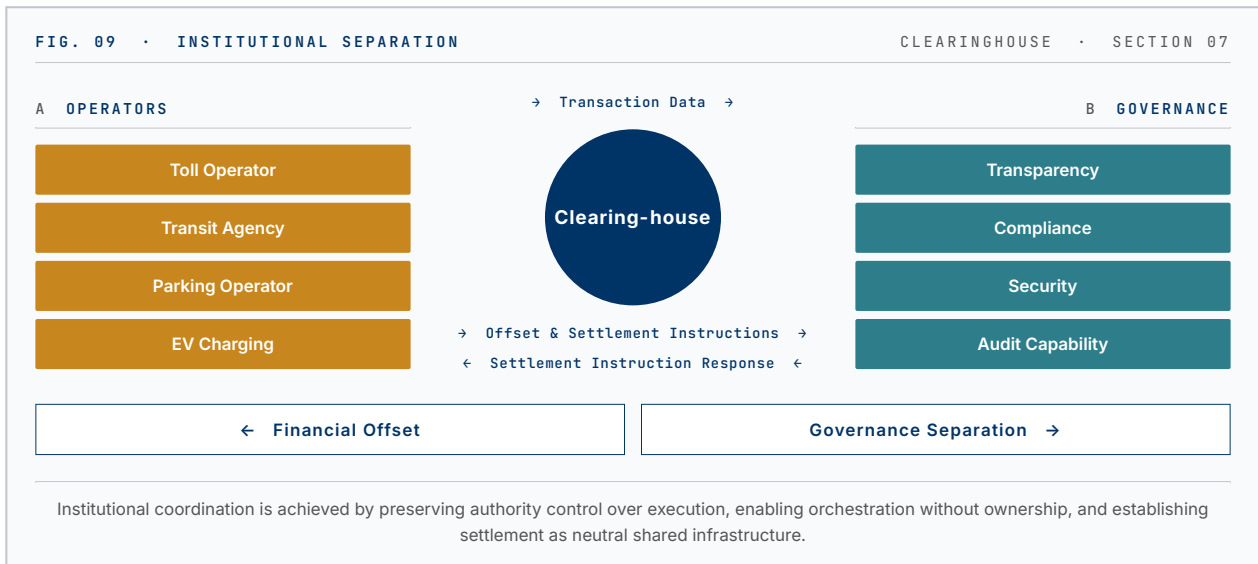 FIG. 09 · INSTITUTIONAL SEPARATION
CLEARINGHOUSE · SECTION 07
A OPERATORS
Toll Operator
Transit Agency
Parking Operator
EV Charging
→ Transaction Data →
Clearing-house
→ Offset & Settlement Instructions →
← Settlement Instruction Response ←
B GOVERNANCE
Transparency
Compliance
Security
Audit Capability
← Financial Offset
Governance Separation →
Institutional coordination is achieved by preserving authority control over execution, enabling orchestration without ownership, and establishing
settlement as neutral shared infrastructure.